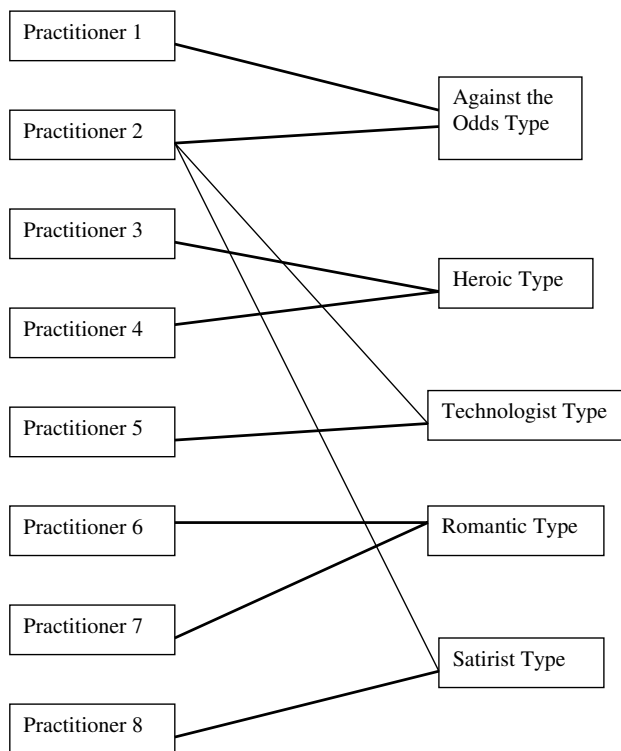 Practitioner 1
Practitioner 2
Practitioner 3
Practitioner 4
Practitioner 5
Practitioner 6
Practitioner 7
Practitioner 8
Against the
Odds Type
Heroic Type
Technologist Type
Romantic Type
Satirist Type